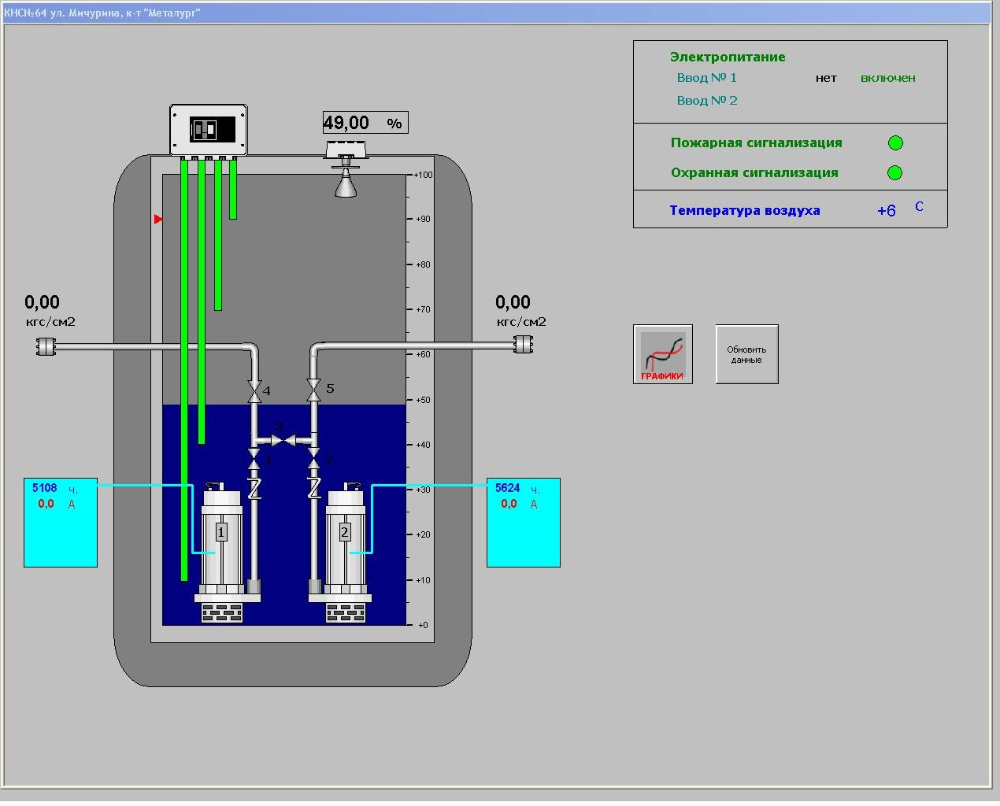 КНС№64 ул. Мичурина, к-т "Металург"
Электропитание
Ввод № 1 нет включен
Ввод № 2
Пожарная сигнализация
Охранная сигнализация
Температура воздуха +6 С
49,00 %
+100
+90
+80
+70
+60
+50
+40
+30
+20
+10
+0
0,00
кгс/см2
0,00
кгс/см2
4
5
3
1
2
5108 ч.
0,0 А
5624 ч.
0,0 А
1
2
ГРАФИКИ
Обновить
данные